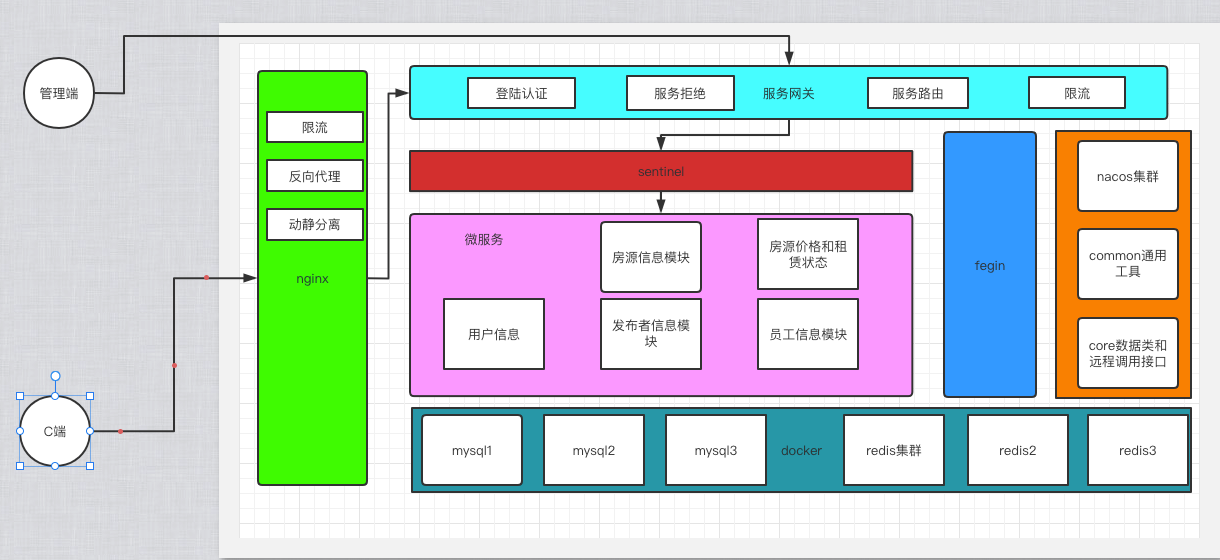 管理端
C端
限流
反向代理
动静分离
nginx
登陆认证
服务拒绝
服务网关
服务路由
限流
sentinel
微服务
房源信息模块
房源价格和租
赁状态
用户信息
发布者信息模
块
员工信息模块
fegin
nacos集群
common通用
工具
core数据类和
远程调用接口
mysql1
mysql2
mysql3
docker
redis集群
redis2
redis3